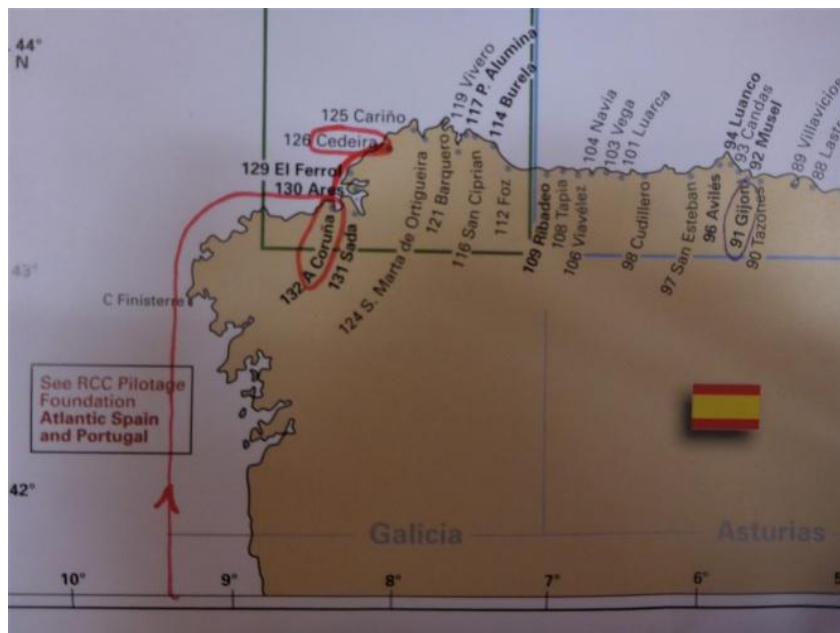 44°
N
119 Vivero
117 P. Alumina
114 Burela
125 Cariño
126 Cedeira
129 El Ferrol
130 Ares
132 A Coruña
131 Sada
124 S. Marta de Ortigueira
121 Barquero
116 San Ciprian
112 Foz
109 Ribadeo
108 Tapia
106 Viavélez
104 Navia
103 Vega
101 Luarca
98 Cudillero
97 San Esteban
96 Avilés
94 Luanco
93 Candas
92 Musel
91 Gijón
90 Tazones
89 Villavicios
88 Lastr
43°
C Finisterre
See RCC Pilotage
Foundation
Atlantic Spain
and Portugal
42°
Galicia
Asturias
10°
9°
8°
7°
6°
5